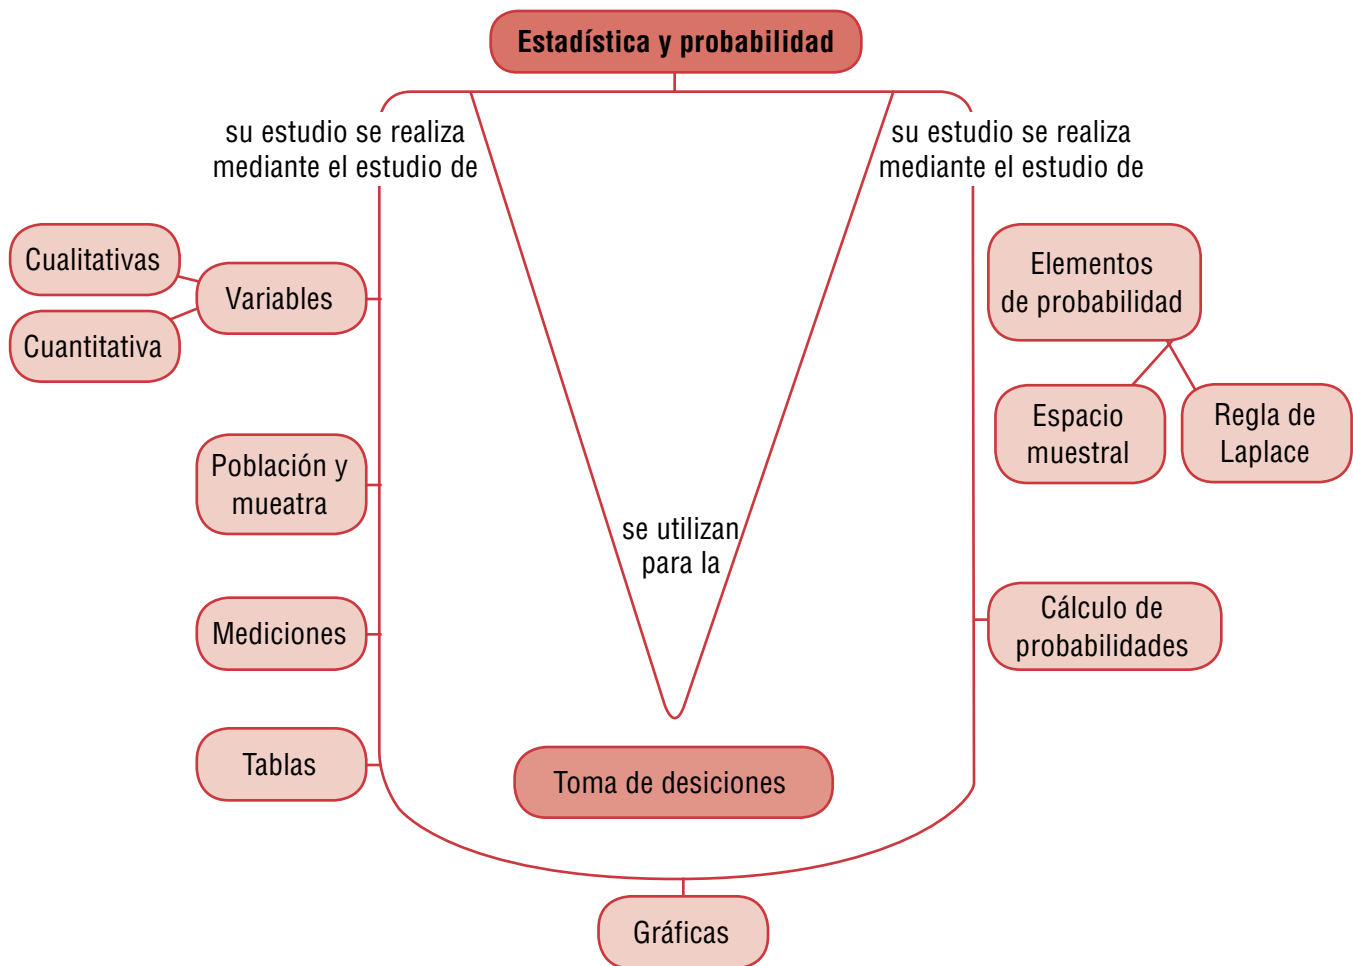 Estadística y probabilidad
su estudio se realiza
mediante el estudio de
su estudio se realiza
mediante el estudio de
Cualitativas
Cuantitativa
Variables
Elementos
de probabilidad
Espacio
muestral
Regla de
Laplace
Población y
mueatra
se utilizan
para la
Mediciones
Cálculo de
probabilidades
Tablas
Toma de desiciones
Gráficas